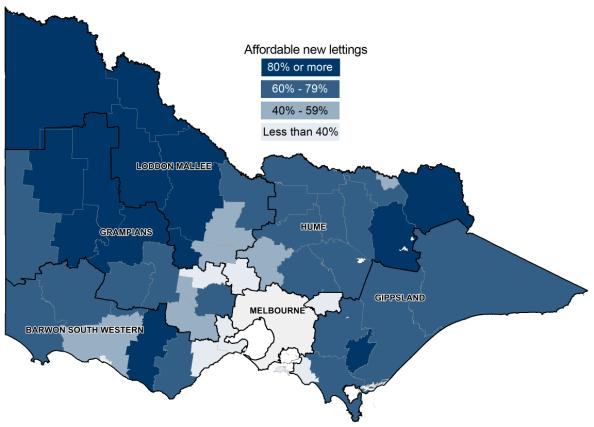 Affordable new lettings
80% or more
60% - 79%
40% - 59%
Less than 40%
LODDON MALLEE
GRAMPIANS
HUME
GIPPSLAND
MELBOURNE
BARWON SOUTH WESTERN